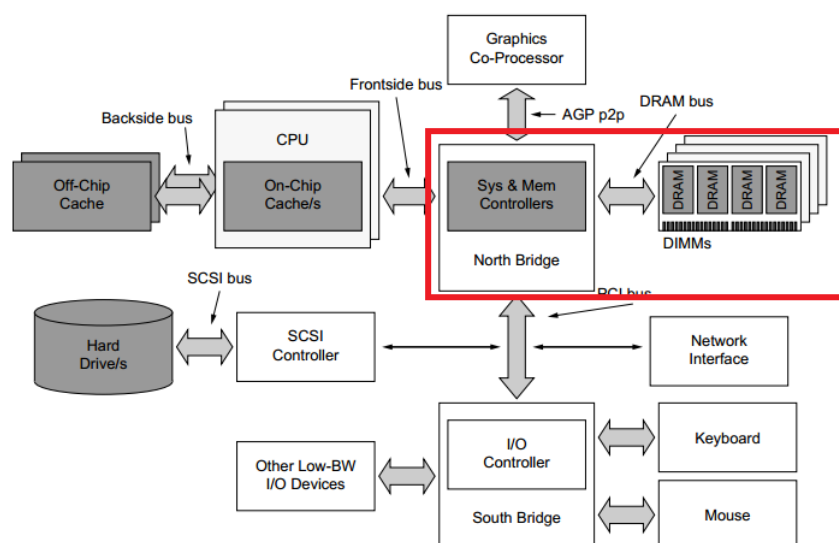 Graphics
Co-Processor
Frontside bus
DRAM bus
AGP p2p
Backside bus
CPU
Off-Chip
Cache
On-Chip
Cache/s
Sys & Mem
Controllers
DRAM
DRAM
DRAM
DRAM
DIMMs
North Bridge
SCSI bus
PCI bus
Hard
Drive/s
SCSI
Controller
Network
Interface
I/O
Controller
Keyboard
Other Low-BW
I/O Devices
South Bridge
Mouse